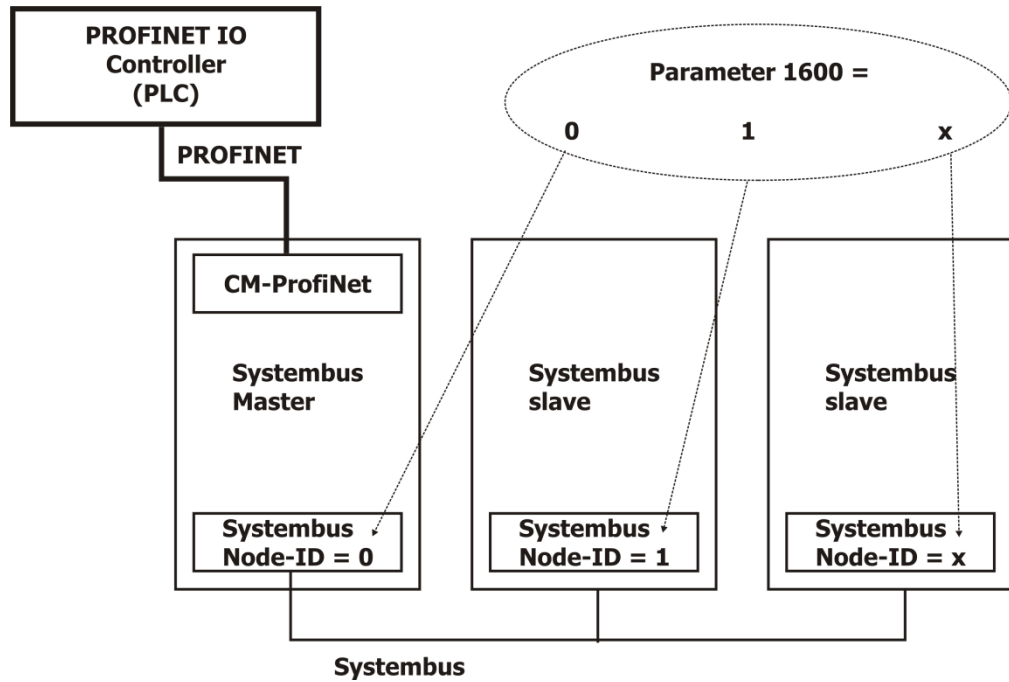 PROFINET IO
Controller
(PLC)
Parameter 1600 =
0 1 x
PROFINET
CM-ProfiNet
Systembus
Master
Systembus
slave
Systembus
slave
Systembus
Node-ID = 0
Systembus
Node-ID = 1
Systembus
Node-ID = x
Systembus